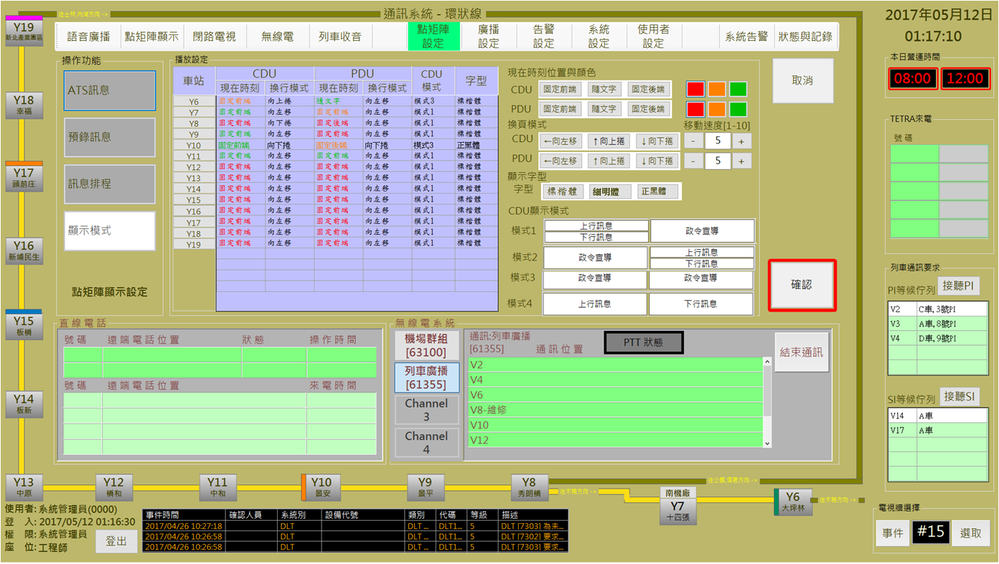 往士林,內湖方向->
通訊系統 - 環狀線
2017年05月12日
01:17:10
語音廣播 點矩陣顯示 閉路電視 無線電 列車收音 點矩陣設定 廣播設定 告警設定 系統設定 使用者設定 系統告警 狀態與記錄
操作功能
ATS訊息
預錄訊息
訊息排程
顯示模式
點矩陣顯示設定
播放設定
車站 CDU PDU CDU模式 字型
現在時刻 換行模式 現在時刻 換行模式
Y6 固定前端 向上捲 隨文字 向左移 模式3 標楷體
Y7 固定前端 向左移 固定前端 向左移 模式1 標楷體
Y8 固定前端 向下捲 固定後端 向左移 模式1 標楷體
Y9 固定前端 向左移 固定前端 向左移 模式1 標楷體
Y10 固定前端 向下捲 固定後端 向下捲 模式3 正黑體
Y11 固定前端 向左移 固定前端 向左移 模式1 標楷體
Y12 固定前端 向左移 固定前端 向左移 模式1 標楷體
Y13 固定前端 向左移 固定前端 向左移 模式1 標楷體
Y14 固定前端 向左移 固定前端 向左移 模式1 標楷體
Y15 固定前端 向左移 固定前端 向左移 模式1 標楷體
Y16 固定前端 向左移 固定前端 向左移 模式1 標楷體
Y17 固定前端 向左移 固定前端 向左移 模式1 標楷體
Y18 固定前端 向左移 固定前端 向左移 模式1 標楷體
Y19 固定前端 向左移 固定前端 向左移 模式1 標楷體
現在時刻位置與顏色
CDU 固定前端 隨文字 固定後端
PDU 固定前端 隨文字 固定後端
換頁模式 移動速度[1-10]
CDU ←向左移 ↑向上捲 ↓向下捲 - 5 +
PDU ←向左移 ↑向上捲 ↓向下捲 - 5 +
顯示字型
字型 標楷體 細明體 正黑體
CDU顯示模式
模式1 上行訊息 下行訊息 政令宣導
模式2 政令宣導 上行訊息 下行訊息
模式3 政令宣導 政令宣導
模式4 上行訊息 下行訊息
取消
確認
直線電話
號碼 遠端電話位置 狀態 操作時間
號碼 遠端電話位置 來電時間
無線電系統
機場群組
[63100]
列車廣播
[61355]
Channel
3
Channel
4
通訊:列車廣播
[61355] 通訊位置
PTT 狀態
結束通訊
V2
V4
V6
V8-維修
V10
V12
本日營運時間
08:00 12:00
TETRA來電
號碼
列車通訊要求
PI等候佇列 接聽PI
V2 C車,3號PI
V3 A車,8號PI
V4 D車,9號PI
SI等候佇列 接聽SI
V14 A車
V17 A車
電視牆選擇
事件 #15 選取
Y19
新北產業園區
Y18
幸福
Y17
頭前庄
Y16
新埔民生
Y15
板橋
Y14
板新
Y13
中原
Y12
橋和
Y11
中和
Y10
景安
Y9
景平
Y8
秀朗橋
往公館,信義方向->
往木柵方向->
南機廠
Y7
十四張
Y6
大坪林
往木柵方向->
使用者: 系統管理員(0000)
登 入: 2017/05/12 01:16:30
權 限: 系統管理員
座 位: 工程師
登出
事件時間 確認人員 系統別 設備代號 類別 代碼 等級 描述
2017/04/26 10:27:18 DLT DLT ... DLT1... 5 DLT [7303] 為未...
2017/04/26 10:26:58 DLT DLT ... DLT1... 5 DLT [7302] 要求...
2017/04/26 10:26:58 DLT DLT ... DLT1... 5 DLT [7303] 要求...